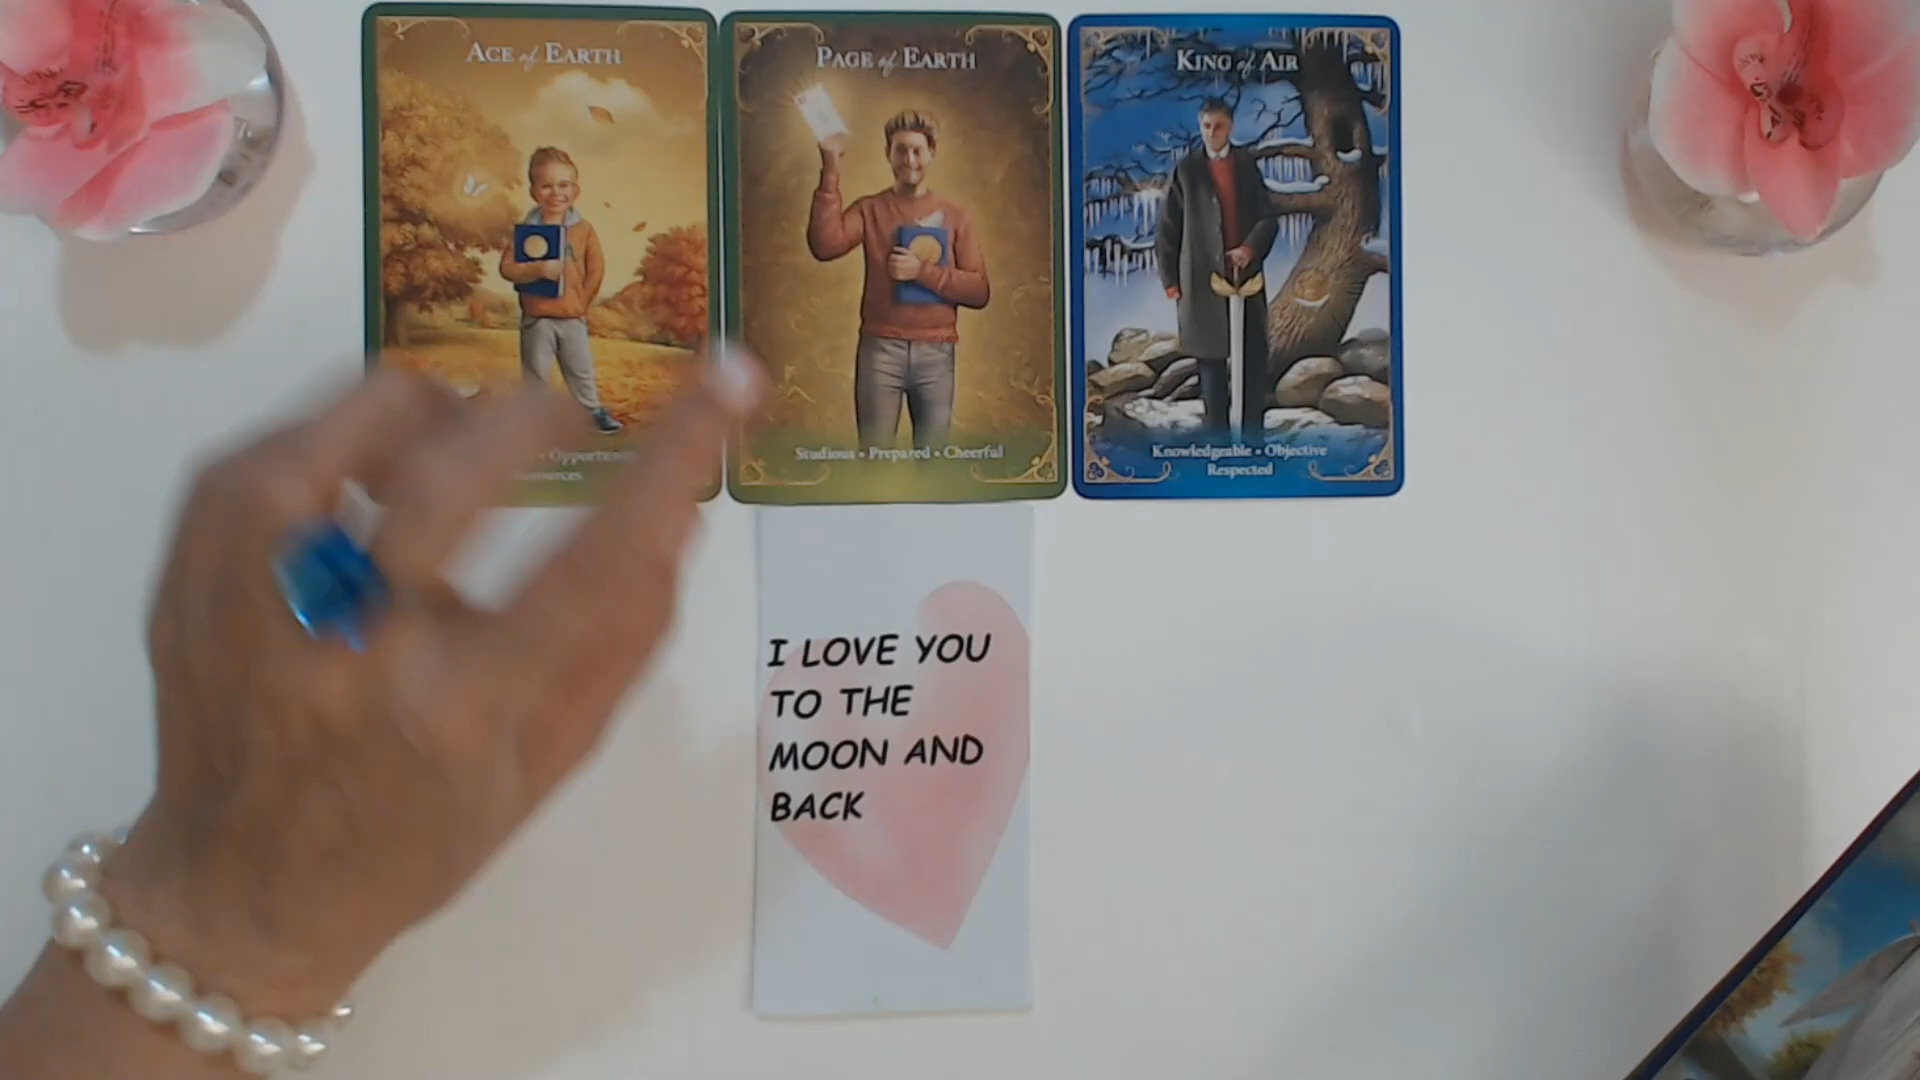 ACE of EARTH
PAGE of EARTH
KING of AIR
Studious • Prepared • Cheerful
Knowledgeable • Objective
Respected
I LOVE YOU
TO THE
MOON AND
BACK